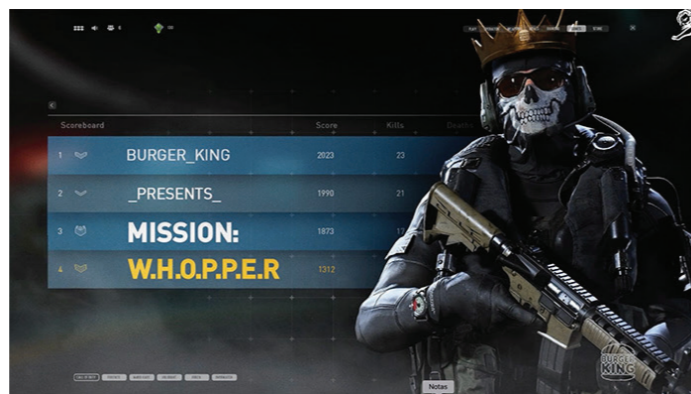 Scoreboard Score Kills Deaths
1 BURGER_KING 2023 23
2 _PRESENTS_ 1990 21
3 MISSION: 1873
4 W.H.O.P.P.E.R 1312
BURGER
KING
Notas